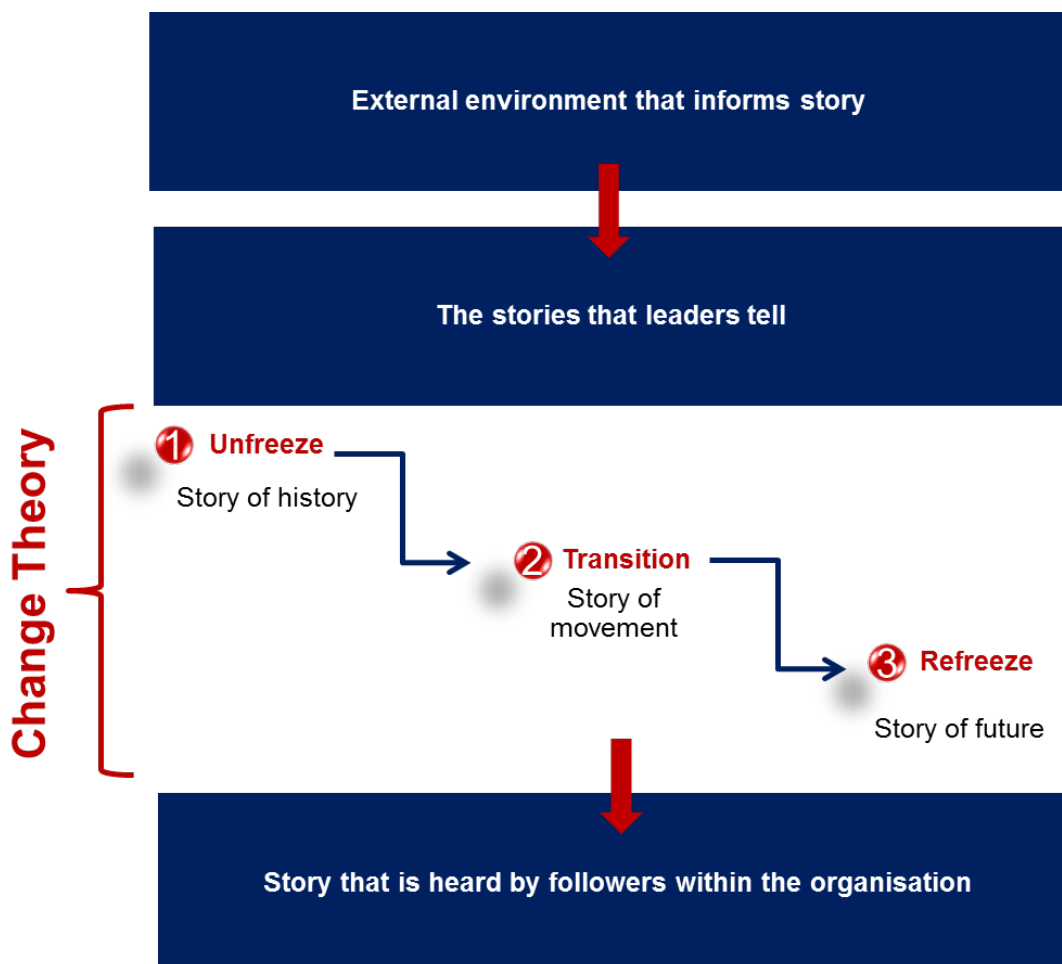 External environment that informs story
The stories that leaders tell
Change Theory
1 Unfreeze
Story of history
2 Transition
Story of
movement
3 Refreeze
Story of future
Story that is heard by followers within the organisation